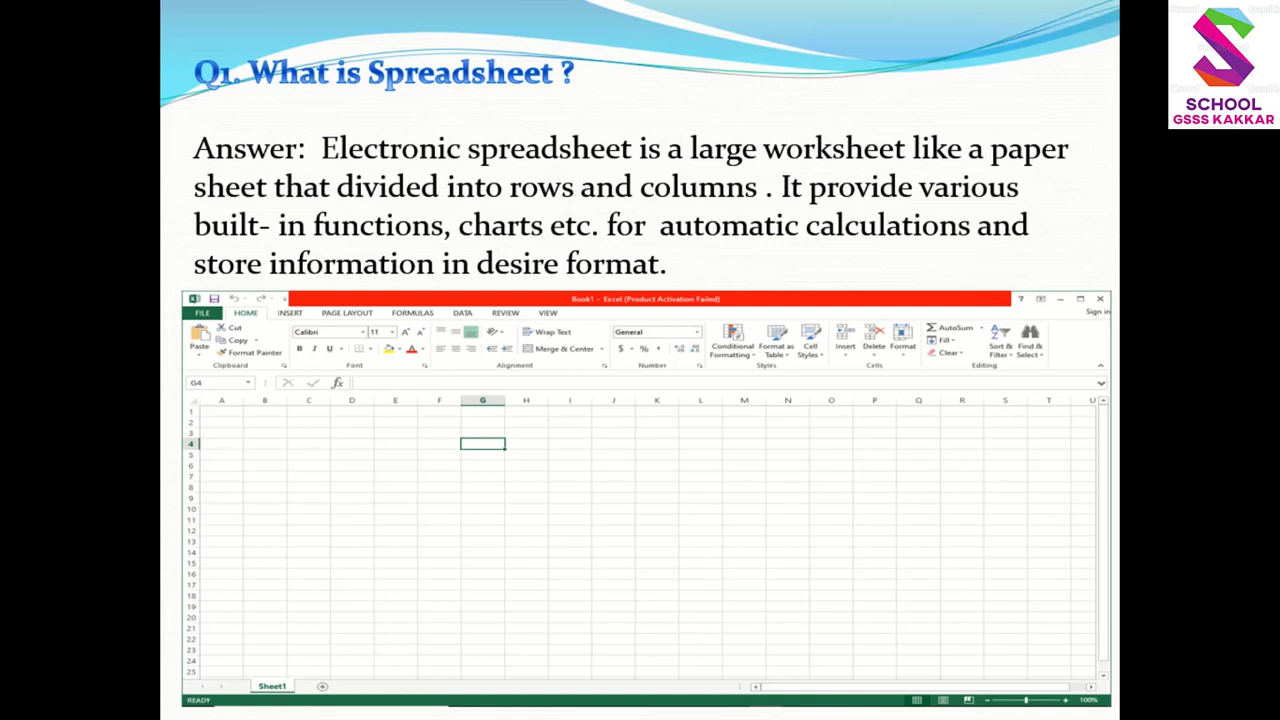 Q1. What is Spreadsheet ?
SCHOOL
GSSS KAKKAR
Answer: Electronic spreadsheet is a large worksheet like a paper
sheet that divided into rows and columns . It provide various
built- in functions, charts etc. for automatic calculations and
store information in desire format.
Book1 - Excel (Product Activation Failed)
?
Sign in
FILE HOME INSERT PAGE LAYOUT FORMULAS DATA REVIEW VIEW
Paste
Cut
Copy
Format Painter
Clipboard
Calibri 11
B I U
Font
Wrap Text
Merge & Center
Alignment
General
$ % ,
Number
Conditional
Formatting
Format as
Table
Cell
Styles
Styles
Insert Delete Format
Cells
AutoSum
Fill
Clear
Sort &
Filter
Find &
Select
Editing
G4 fx
A B C D E F G H I J K L M N O P Q R S T U
1
2
3
4
5
6
7
8
9
10
11
12
13
14
15
16
17
18
19
20
21
22
23
24
25
Sheet1
READY 100%